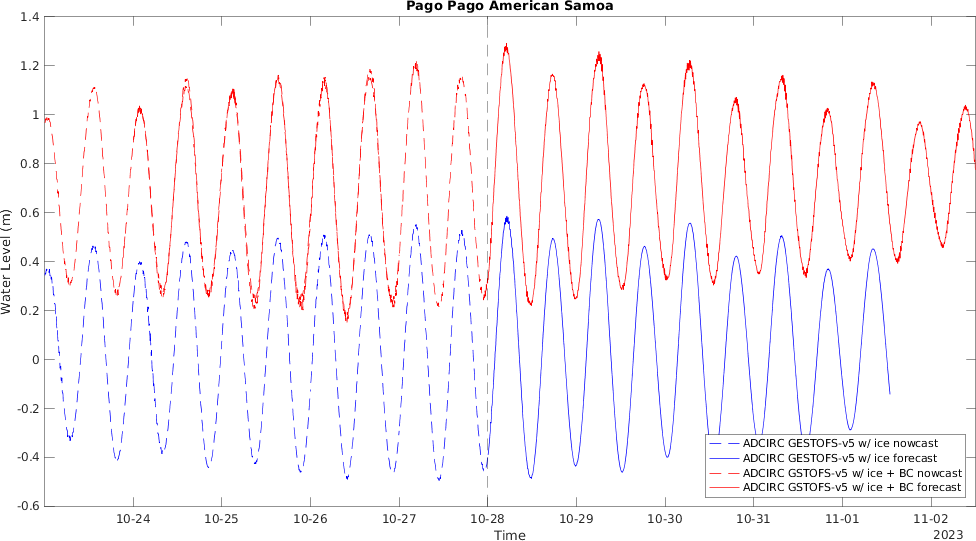 Pago Pago American Samoa
1.4
1.2
1
0.8
0.6
0.4
0.2
0
-0.2
-0.4
-0.6
Water Level (m)
ADCIRC GESTOFS-v5 w/ ice nowcast
ADCIRC GESTOFS-v5 w/ ice forecast
ADCIRC GSTOFS-v5 w/ ice + BC nowcast
ADCIRC GSTOFS-v5 w/ ice + BC forecast
10-24 10-25 10-26 10-27 10-28 10-29 10-30 10-31 11-01 11-02
Time
2023